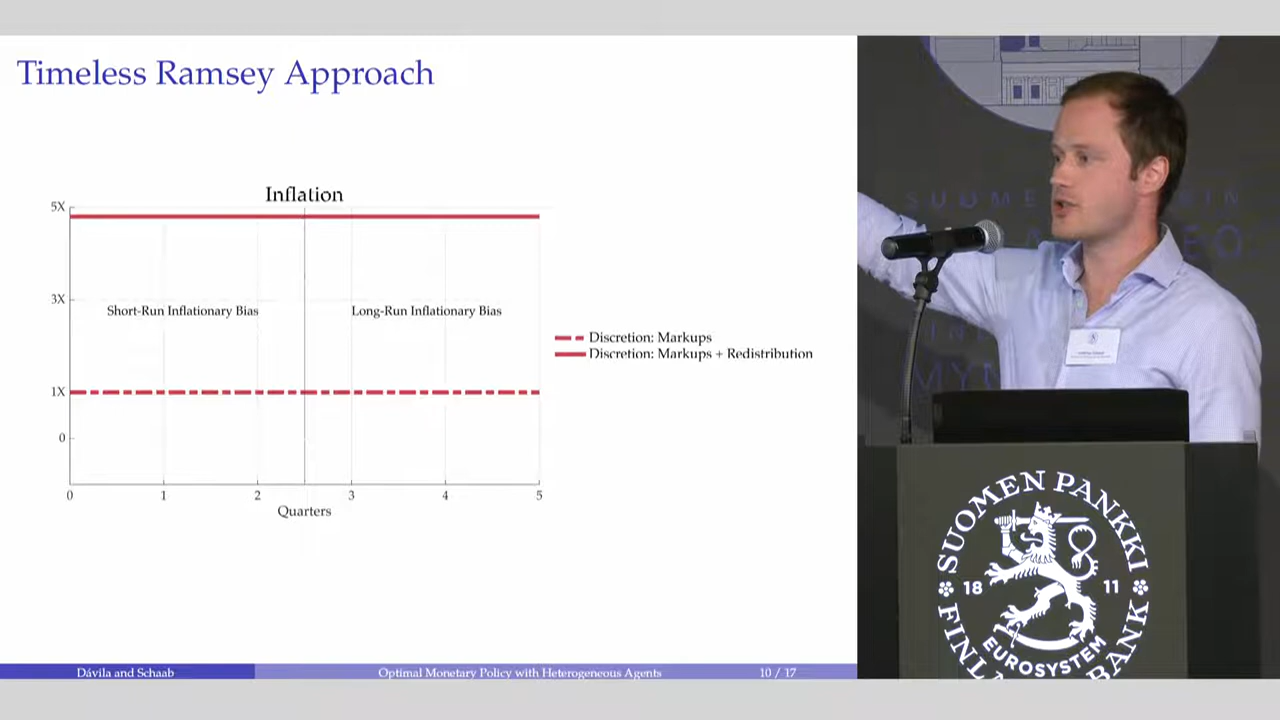 Timeless Ramsey Approach
Inflation
5X
3X
1X
0
Short-Run Inflationary Bias
Long-Run Inflationary Bias
0 1 2 3 4 5
Quarters
Discretion: Markups
Discretion: Markups + Redistribution
Dávila and Schaab
Optimal Monetary Policy with Heterogeneous Agents
10 / 17
SUOMEN PANKKI
18 11
EUROSYSTEM
BANK